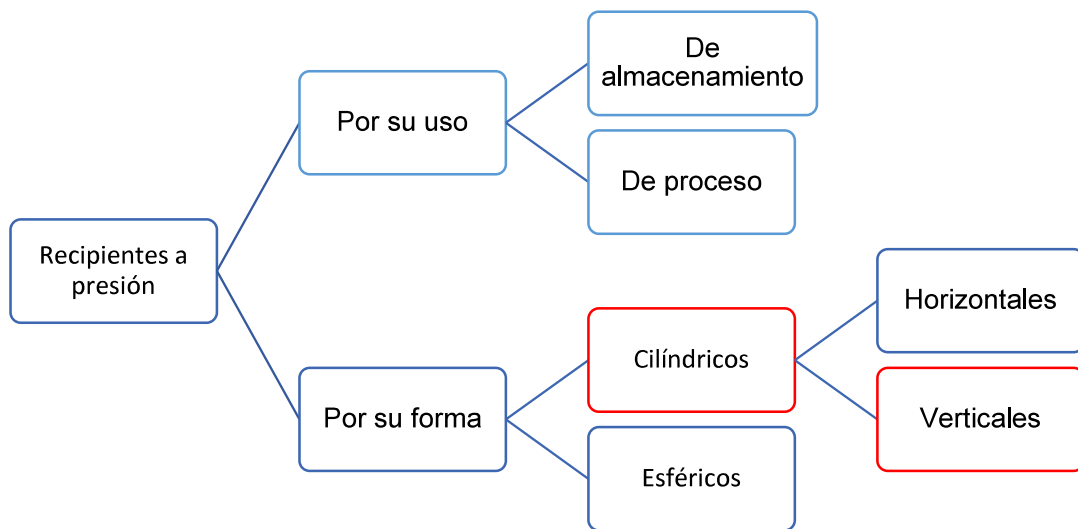 Recipientes a
presión
Por su uso
De
almacenamiento
De proceso
Por su forma
Cilíndricos
Horizontales
Verticales
Esféricos